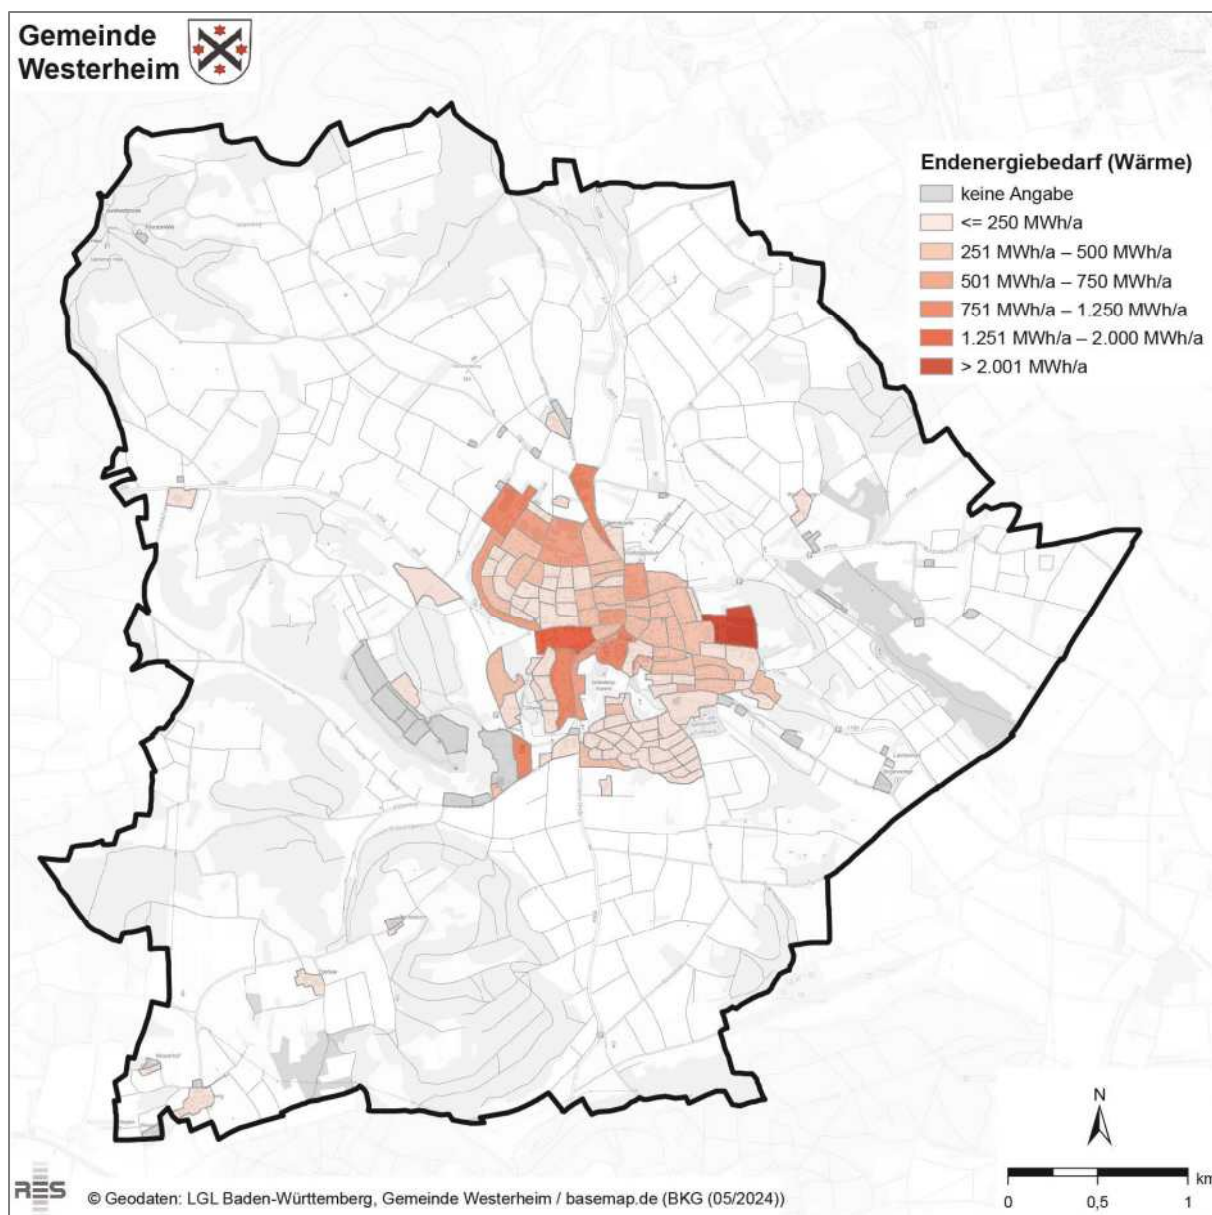 Gemeinde
Westerheim
Endenergiebedarf (Wärme)
keine Angabe
<= 250 MWh/a
251 MWh/a – 500 MWh/a
501 MWh/a – 750 MWh/a
751 MWh/a – 1.250 MWh/a
1.251 MWh/a – 2.000 MWh/a
> 2.001 MWh/a
N
km
0 0,5 1
RES
© Geodaten: LGL Baden-Württemberg, Gemeinde Westerheim / basemap.de (BKG (05/2024))